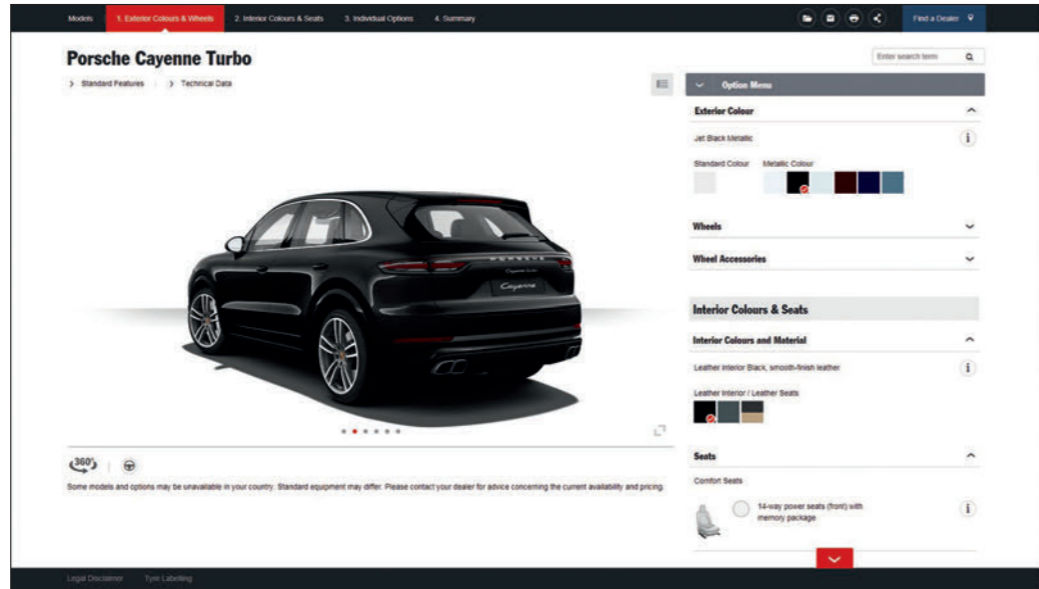 Models
1. Exterior Colours & Wheels
2. Interior Colours & Seats
3. Individual Options
4. Summary
Find a Dealer
Porsche Cayenne Turbo
Enter search term
Standard Features
Technical Data
Option Menu
Exterior Colour
Jet Black Metallic
Standard Colour
Metallic Colour
Wheels
Wheel Accessories
PORSCHE
Cayenne turbo
Cayenne
Interior Colours & Seats
Interior Colours and Material
Leather Interior Black, smooth-finish leather
Leather Interior / Leather Seats
360°
Some models and options may be unavailable in your country. Standard equipment may differ. Please contact your dealer for advice concerning the current availability and pricing.
Seats
Comfort Seats
14-way power seats (front) with
memory package
Legal Disclaimer
Tyre Labelling